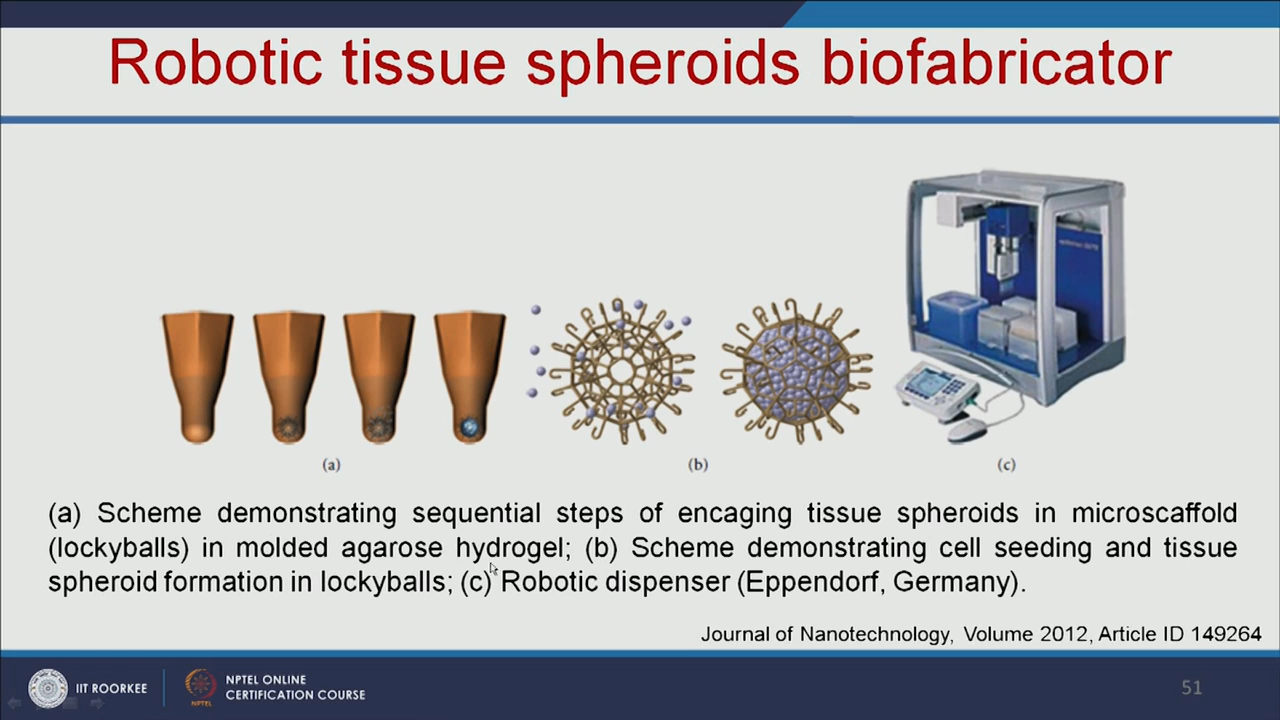 Robotic tissue spheroids biofabricator
(a)
(b)
(c)
(a) Scheme demonstrating sequential steps of encaging tissue spheroids in microscaffold
(lockyballs) in molded agarose hydrogel; (b) Scheme demonstrating cell seeding and tissue
spheroid formation in lockyballs; (c) Robotic dispenser (Eppendorf, Germany).
Journal of Nanotechnology, Volume 2012, Article ID 149264
IIT ROORKEE
NPTEL ONLINE
CERTIFICATION COURSE
NPTEL
51